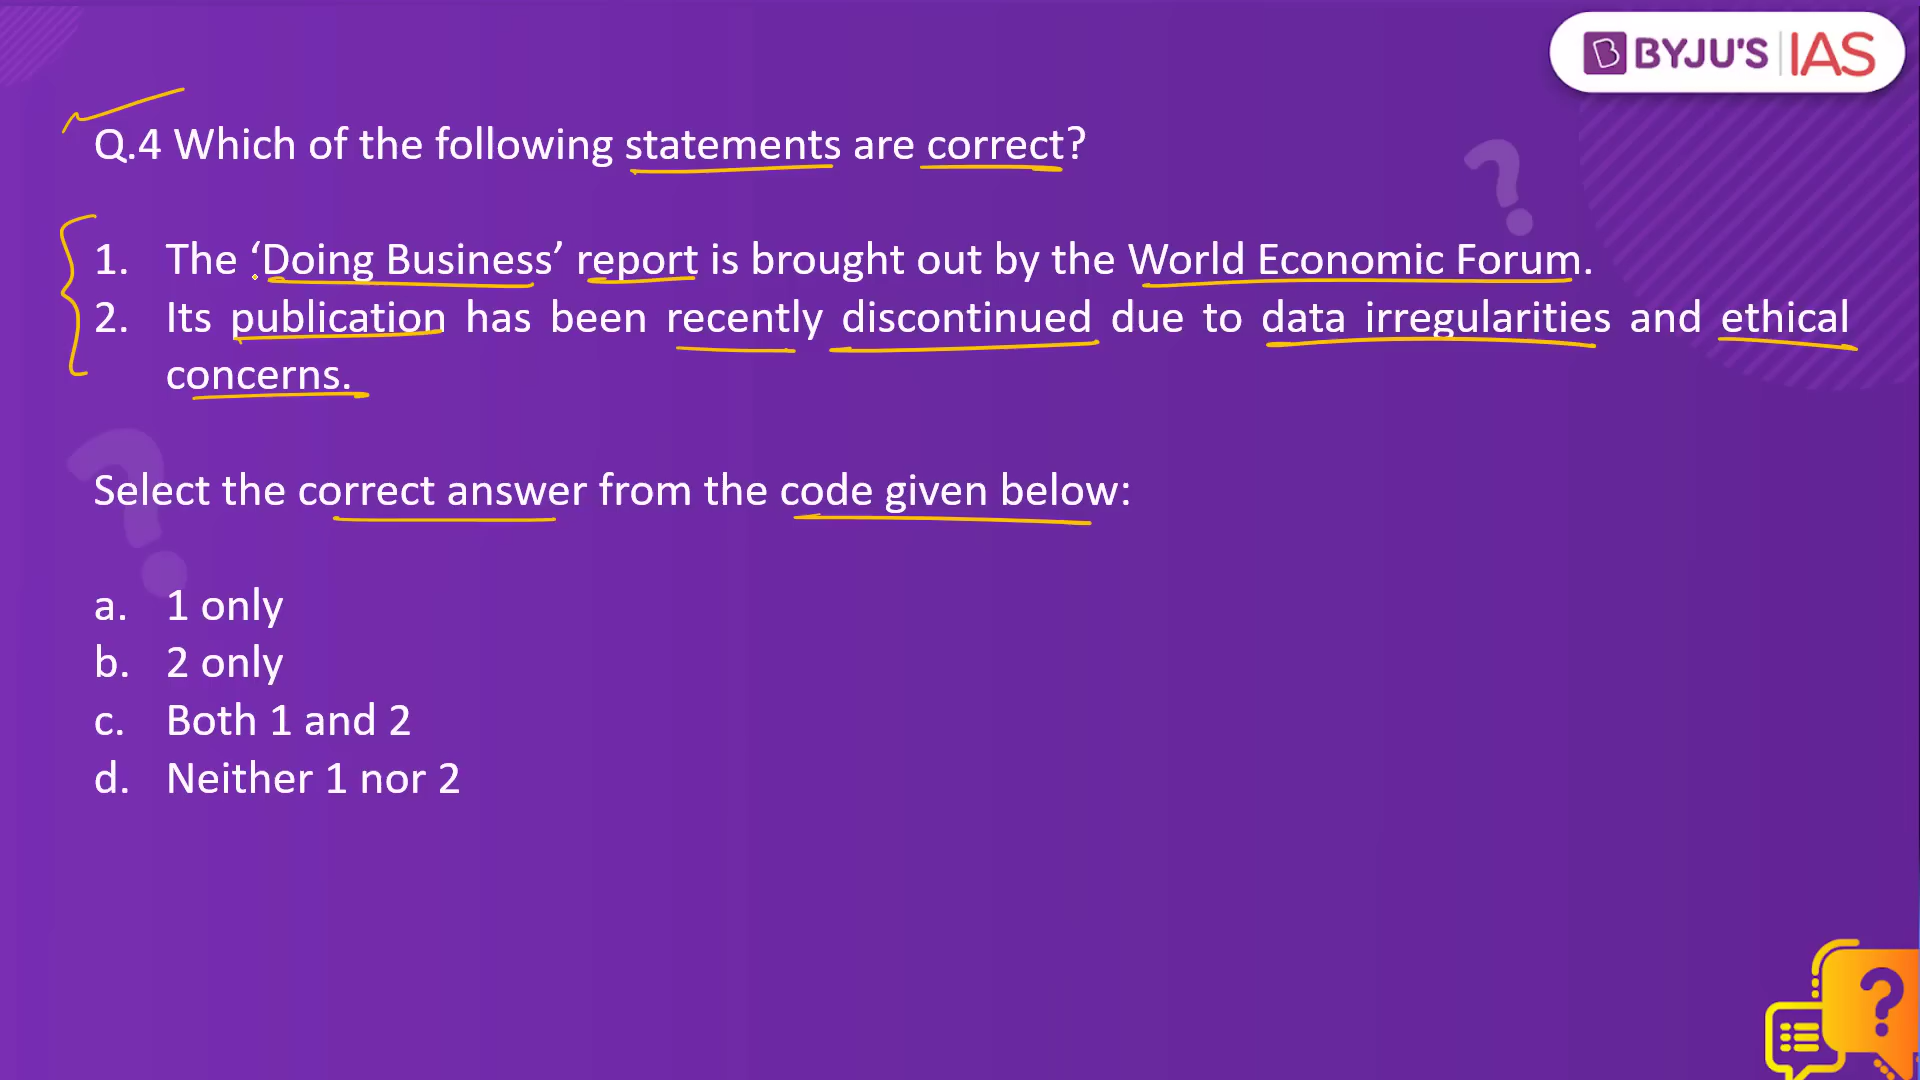 BYJU'S IAS
Q.4 Which of the following statements are correct?
1. The ‘Doing Business’ report is brought out by the World Economic Forum.
2. Its publication has been recently discontinued due to data irregularities and ethical
concerns.
Select the correct answer from the code given below:
a. 1 only
b. 2 only
c. Both 1 and 2
d. Neither 1 nor 2